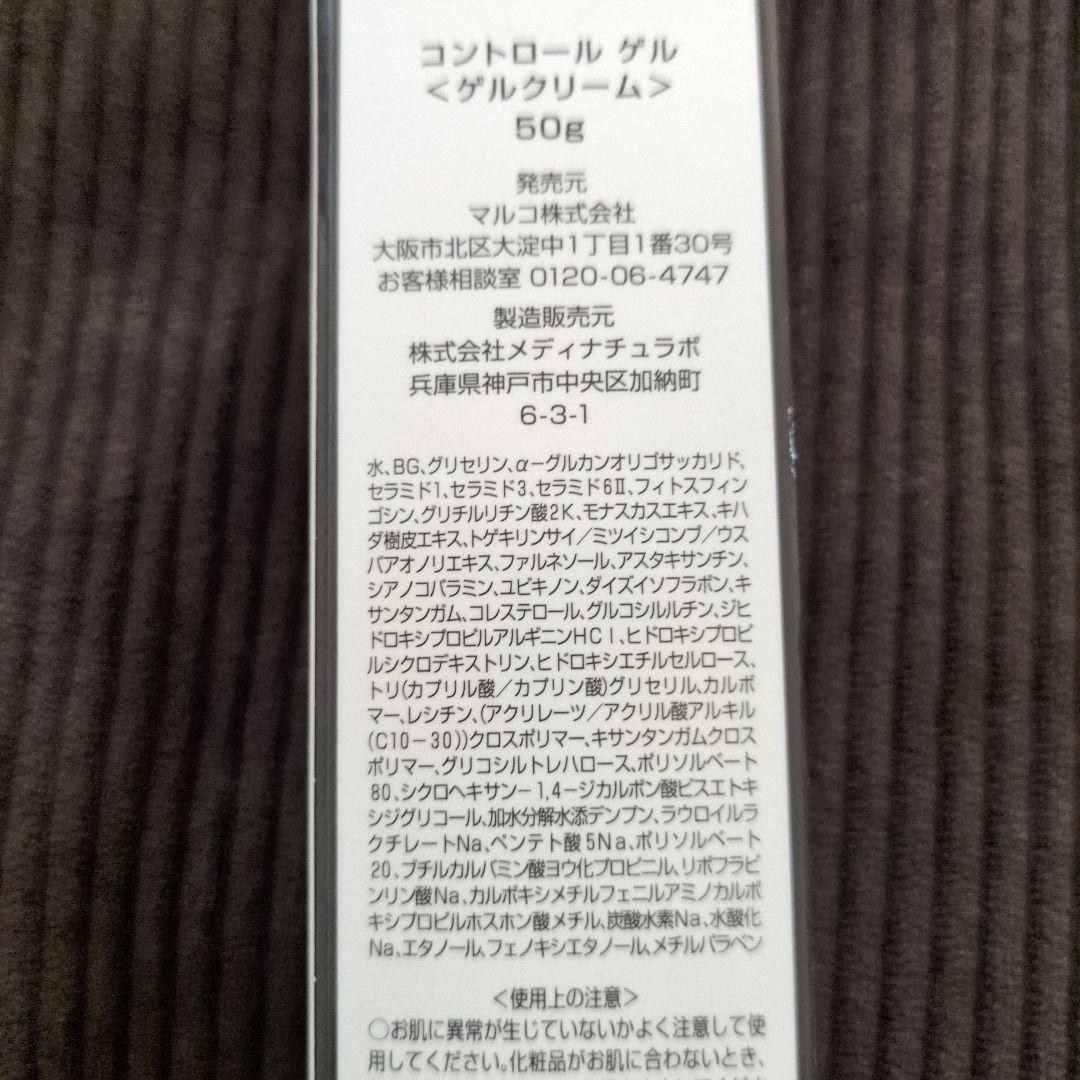 コントロール ゲル
＜ゲルクリーム＞
50g
発売元
マルコ株式会社
大阪市北区大淀中1丁目1番30号
お客様相談室 0120-06-4747
製造販売元
株式会社メディナチュラボ
兵庫県神戸市中央区加納町
6-3-1
水、BG、グリセリン、α－グルカンオリゴサッカリド、
セラミド1、セラミド3、セラミド6Ⅱ、フィトスフィン
ゴシン、グリチルリチン酸2K、モナスカスエキス、キハ
ダ樹皮エキス、トゲキリンサイ／ミツイシコンブ／ウス
バアオノリエキス、ファルネソール、アスタキサンチン、
シアノコバラミン、ユビキノン、ダイズイソフラボン、キ
サンタンガム、コレステロール、グルコシルルチン、ジヒ
ドロキシプロピルアルギニンHCl、ヒドロキシプロピ
ルシクロデキストリン、ヒドロキシエチルセルロース、
トリ(カプリル酸／カプリン酸)グリセリル、カルボ
マー、レシチン、(アクリレーツ／アクリル酸アルキル
(C10－30))クロスポリマー、キサンタンガムクロス
ポリマー、グリコシルトレハロース、ポリソルベート
80、シクロヘキサン－1,4－ジカルボン酸ビスエトキ
シジグリコール、加水分解水添デンプン、ラウロイルラ
クチレートNa、ペンテト酸5Na、ポリソルベート
20、ブチルカルバミン酸ヨウ化プロピニル、リボフラビ
ンリン酸Na、カルボキシメチルフェニルアミノカルボ
キシプロピルホスホン酸メチル、炭酸水素Na、水酸化
Na、エタノール、フェノキシエタノール、メチルパラベン
＜使用上の注意＞
○お肌に異常が生じていないかよく注意して使
用してください。化粧品がお肌に合わないとき、